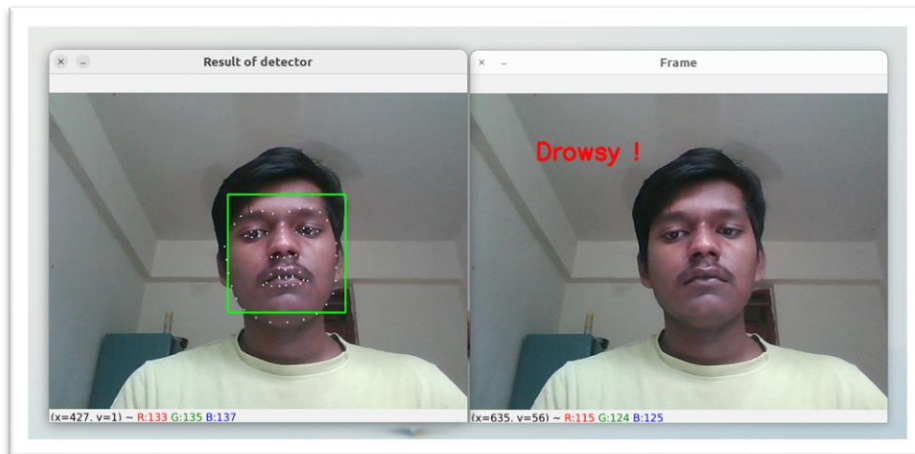 Result of detector
Frame
Drowsy !
(x=427, y=1) ~ R:133 G:135 B:137
(x=635, y=56) ~ R:115 G:124 B:125